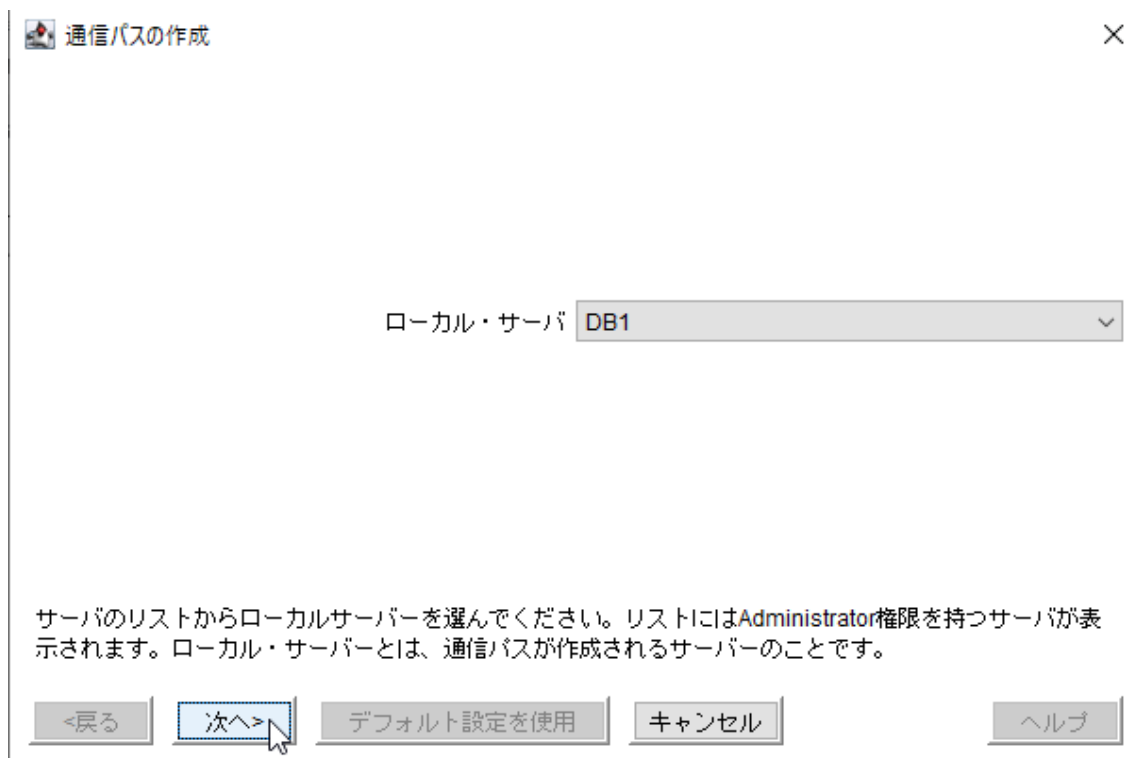 通信パスの作成
ローカル・サーバ DB1
サーバのリストからローカルサーバーを選んでください。リストにはAdministrator権限を持つサーバが表
示されます。ローカル・サーバーとは、通信パスが作成されるサーバーのことです。
<戻る 次へ> デフォルト設定を使用 キャンセル ヘルプ